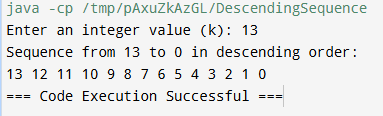 java -cp /tmp/pAxuZkAzGL/DescendingSequence
Enter an integer value (k): 13
Sequence from 13 to 0 in descending order:
13 12 11 10 9 8 7 6 5 4 3 2 1 0
=== Code Execution Successful ===